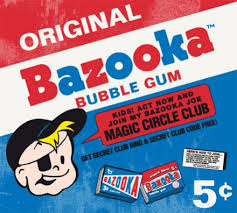 ORIGINAL
Bazooka™
BUBBLE GUM
KIDS! ACT NOW AND
JOIN MY BAZOOKA JOE
MAGIC CIRCLE CLUB
GET SECRET CLUB RING & SECRET CLUB CODE FREE!
BAZOOKA
Bazooka
5¢